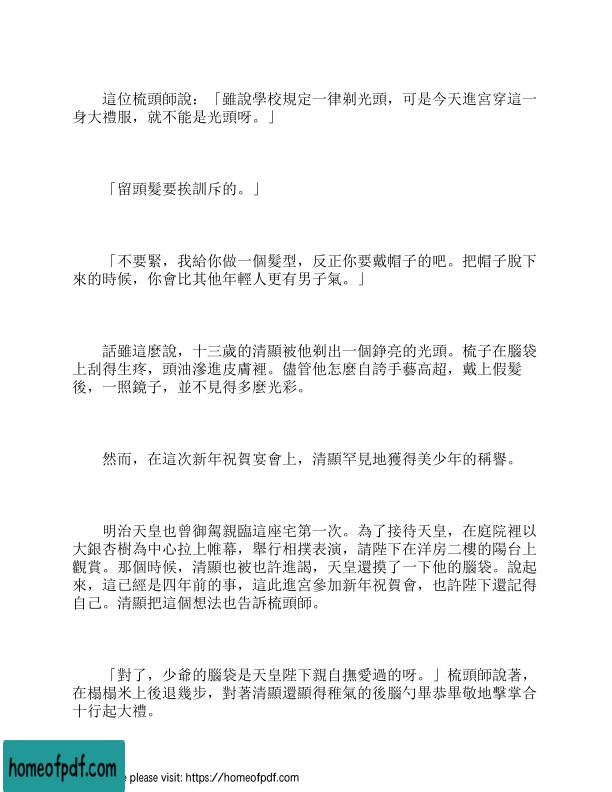 這位梳頭師說：「雖說學校規定一律剃光頭，可是今天進宮穿這一
身大禮服，就不能是光頭呀。」
「留頭髮要挨訓斥的。」
「不要緊，我給你做一個髮型，反正你要戴帽子的吧。把帽子脫下
來的時候，你會比其他年輕人更有男子氣。」
話雖這麼說，十三歲的清顯被他剃出一個錚亮的光頭。梳子在腦袋
上刮得生疼，頭油滲進皮膚裡。儘管他怎麼自誇手藝高超，戴上假髮
後，一照鏡子，並不見得多麼光彩。
然而，在這次新年祝賀宴會上，清顯罕見地獲得美少年的稱譽。
明治天皇也曾御駕親臨這座宅第一次。為了接待天皇，在庭院裡以
大銀杏樹為中心拉上帷幕，舉行相撲表演，請陛下在洋房二樓的陽台上
觀賞。那個時候，清顯也被也許進謁，天皇還摸了一下他的腦袋。說起
來，這已經是四年前的事，這此進宮參加新年祝賀會，也許陛下還記得
自己。清顯把這個想法也告訴梳頭師。
「對了，少爺的腦袋是天皇陛下親自撫愛過的呀。」梳頭師說著，
在榻榻米上後退幾步，對著清顯還顯得稚氣的後腦勺畢恭畢敬地擊掌合
十行起大禮。
homeofpdf.com
e please visit: https://homeofpdf.com